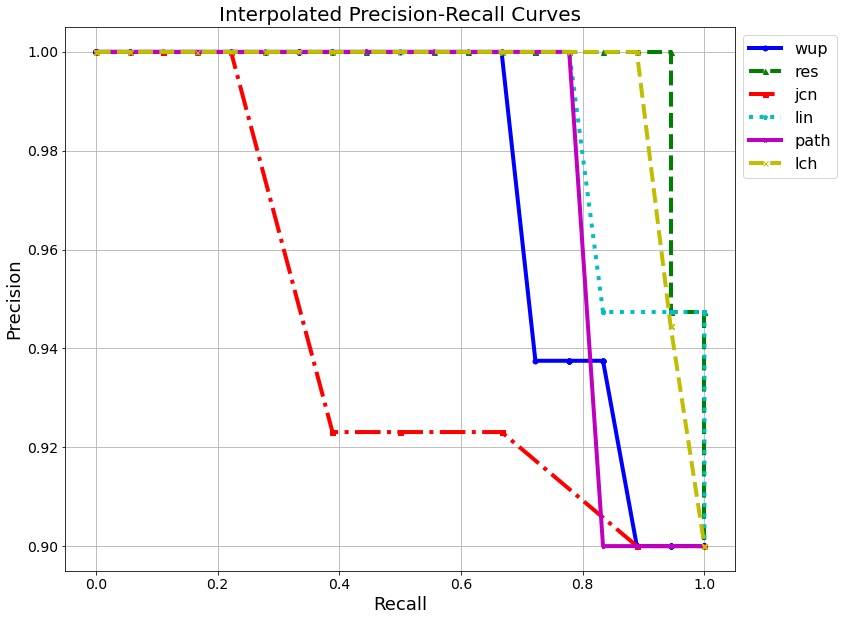 Interpolated Precision-Recall Curves
1.00
0.98
0.96
0.94
0.92
0.90
Precision
0.0 0.2 0.4 0.6 0.8 1.0
Recall
wup
res
jcn
lin
path
lch